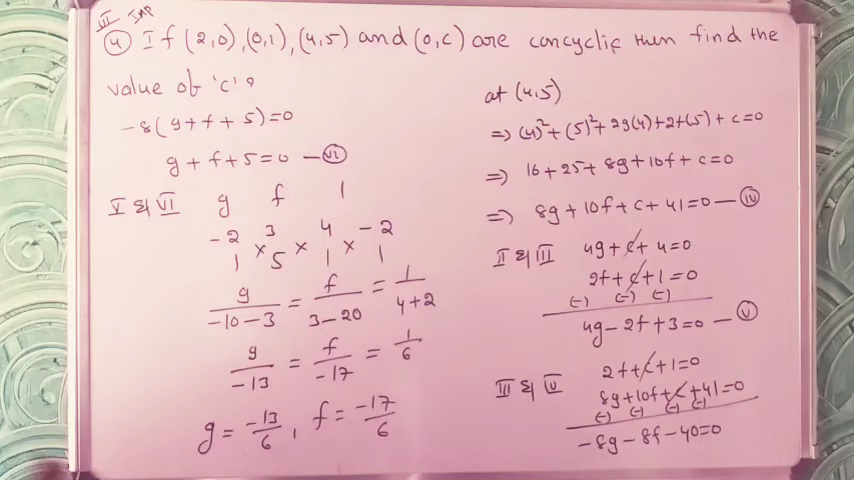 III IMP
4 If (2,0), (0,1), (4,5) and (0,c) are concyclic then find the
value of 'c'?
-8(g+f+5)=0
g+f+5=0 — VI
V & VI g f 1
-2 3 4 -2
1 5 1 1
g/(-10-3) = f/(3-20) = 1/(4+2)
g/-13 = f/-17 = 1/6
g = -13/6, f = -17/6
at (4,5)
=> (4)²+(5)²+2g(4)+2f(5)+c=0
=> 16+25+8g+10f+c=0
=> 8g+10f+c+41=0 — IV
II & III 4g+c+4=0
2f+c+1=0
(-) (-) (-)
4g-2f+3=0 — V
III & IV 2f+c+1=0
8g+10f+c+41=0
(-) (-) (-) (-)
-8g-8f-40=0